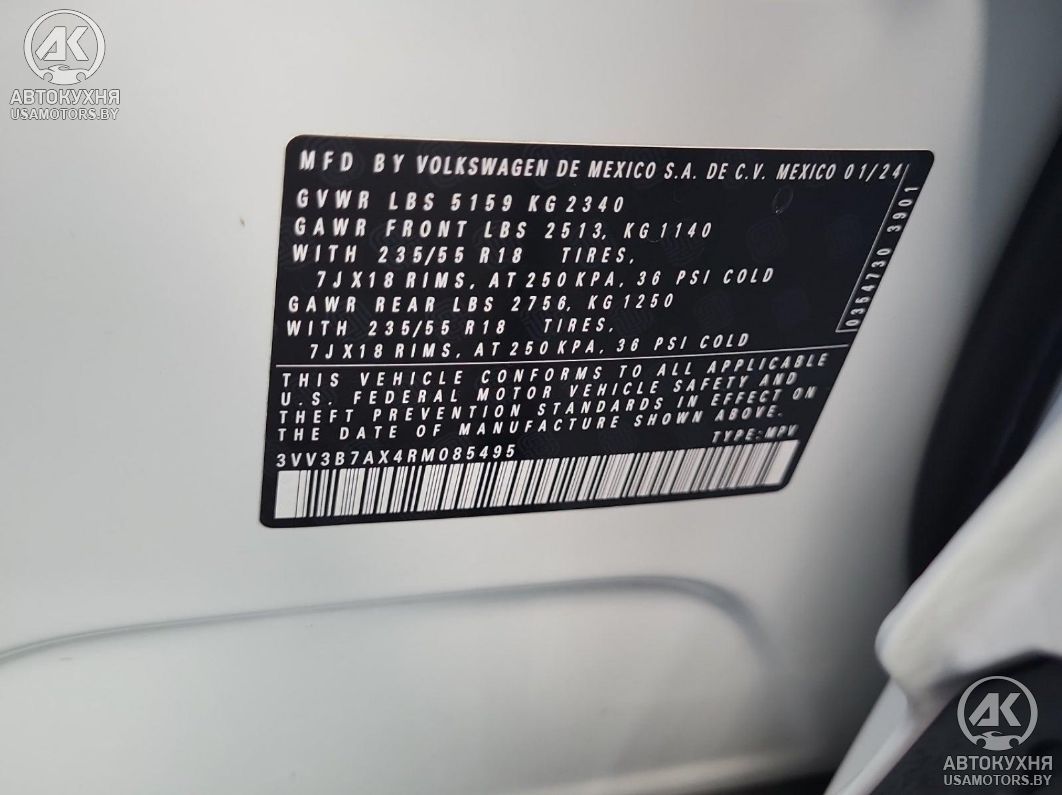 AK
АВТОКУХНЯ
USAMOTORS.BY
MFD BY VOLKSWAGEN DE MEXICO S.A. DE C.V. MEXICO 01/24
GVWR LBS 5159 KG 2340
GAWR FRONT LBS 2513, KG 1140
WITH 235/55 R18 TIRES,
7JX18 RIMS, AT 250 KPA, 36 PSI COLD
GAWR REAR LBS 2756, KG 1250
WITH 235/55 R18 TIRES,
7JX18 RIMS, AT 250 KPA, 36 PSI COLD
0354730 3901
THIS VEHICLE CONFORMS TO ALL APPLICABLE
U.S. FEDERAL MOTOR VEHICLE SAFETY AND
THEFT PREVENTION STANDARDS IN EFFECT ON
THE DATE OF MANUFACTURE SHOWN ABOVE.
TYPE: MPV
3VV3B7AX4RM085495
AK
АВТОКУХНЯ
USAMOTORS.BY